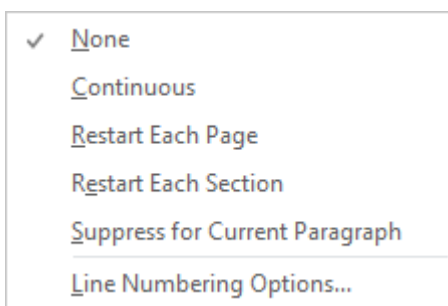 None
Continuous
Restart Each Page
Restart Each Section
Suppress for Current Paragraph
Line Numbering Options...